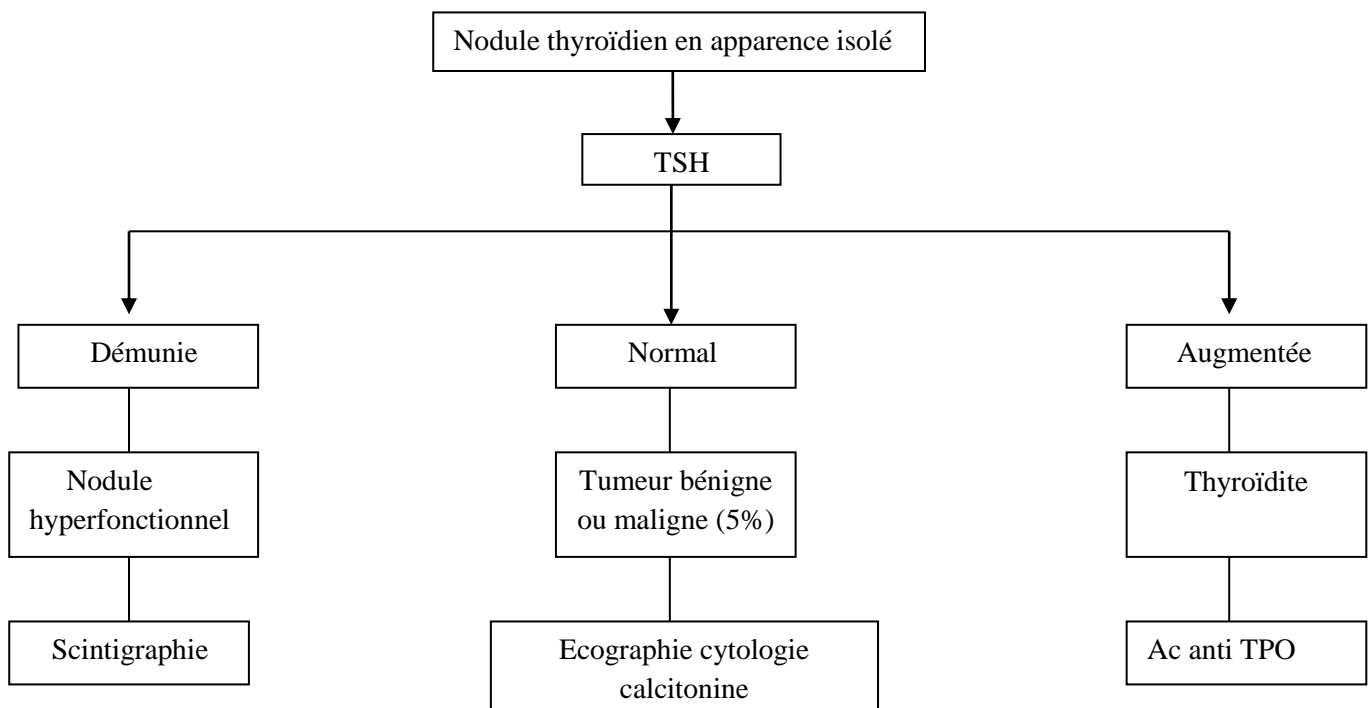 Nodule thyroïdien en apparence isolé
TSH
Démunie
Normal
Augmentée
Nodule
hyperfonctionnel
Tumeur bénigne
ou maligne (5%)
Thyroïdite
Scintigraphie
Ecographie cytologie
calcitonine
Ac anti TPO